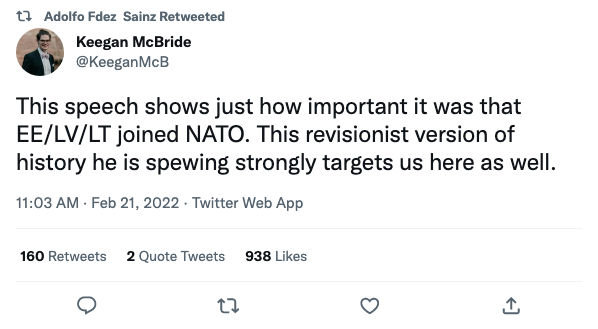 Adolfo Fdez Sainz Retweeted
Keegan McBride
@KeeganMcB
This speech shows just how important it was that
EE/LV/LT joined NATO. This revisionist version of
history he is spewing strongly targets us here as well.
11:03 AM · Feb 21, 2022 · Twitter Web App
160 Retweets 2 Quote Tweets 938 Likes